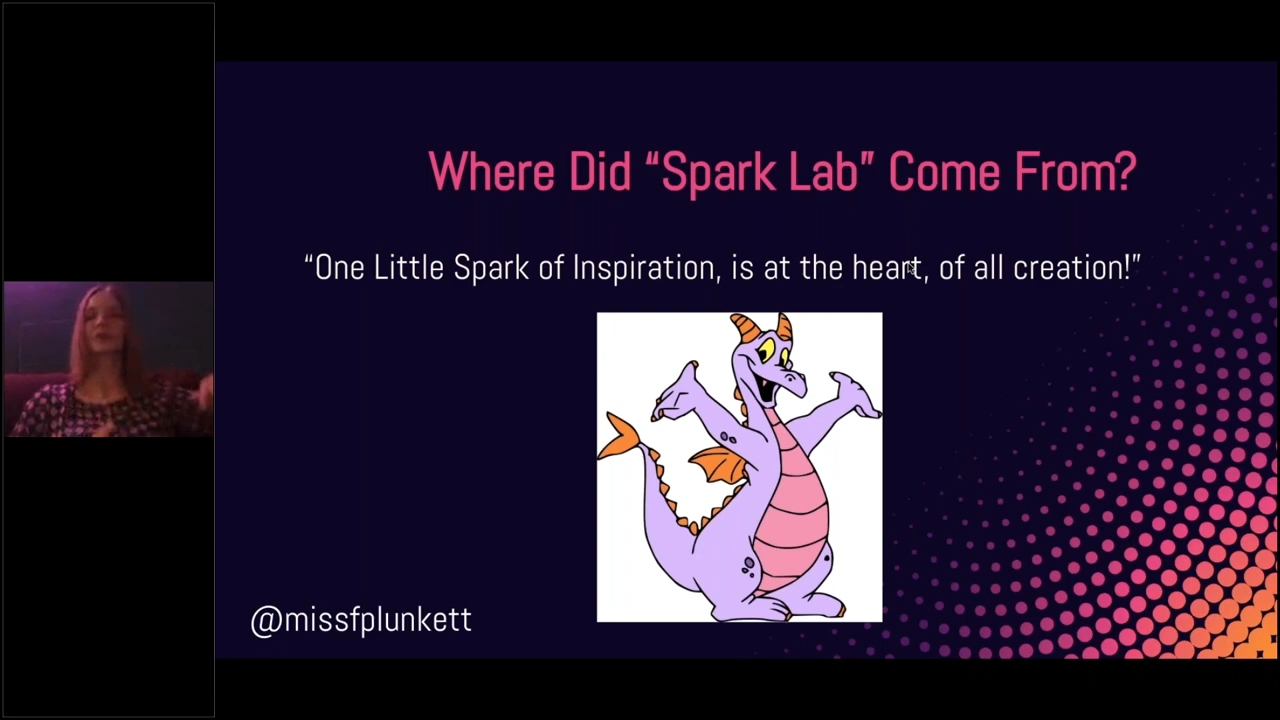 Where Did “Spark Lab” Come From?
“One Little Spark of Inspiration, is at the heart, of all creation!”
@missfplunkett